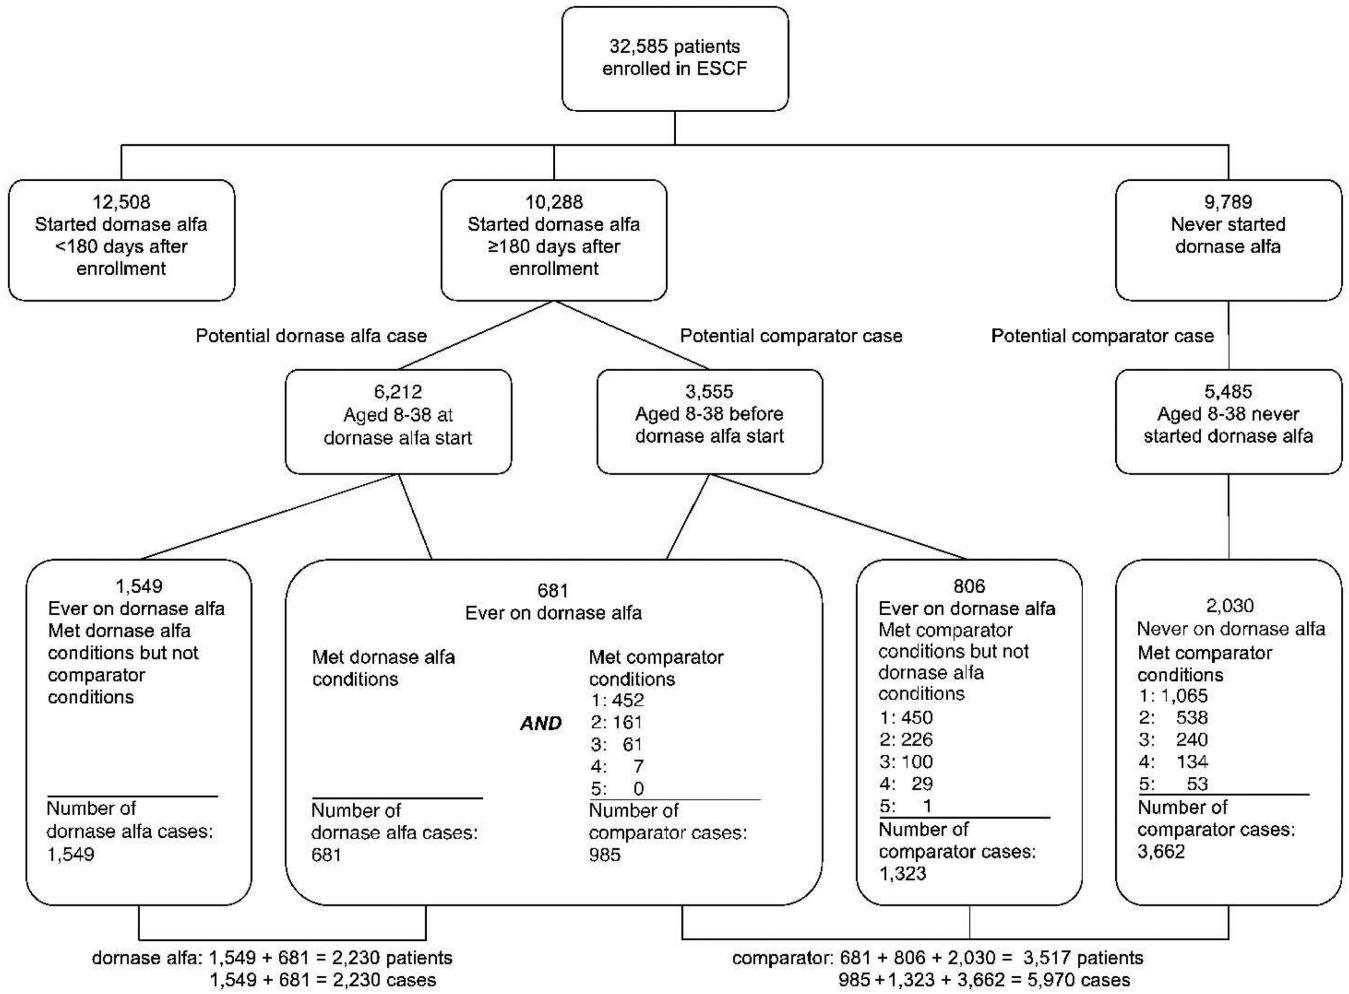 32,585 patients
enrolled in ESCF
12,508
Started dornase alfa
<180 days after
enrollment
10,288
Started dornase alfa
≥180 days after
enrollment
9,789
Never started
dornase alfa
Potential dornase alfa case
Potential comparator case
Potential comparator case
6,212
Aged 8-38 at
dornase alfa start
3,555
Aged 8-38 before
dornase alfa start
5,485
Aged 8-38 never
started dornase alfa
1,549
Ever on dornase alfa
Met dornase alfa
conditions but not
comparator
conditions
Number of
dornase alfa cases:
1,549
681
Ever on dornase alfa
Met dornase alfa
conditions
Number of
dornase alfa cases:
681
AND
Met comparator
conditions
1: 452
2: 161
3: 61
4: 7
5: 0
Number of
comparator cases:
985
806
Ever on dornase alfa
Met comparator
conditions but not
dornase alfa
conditions
1: 450
2: 226
3: 100
4: 29
5: 1
Number of
comparator cases:
1,323
2,030
Never on dornase alfa
Met comparator
conditions
1: 1,065
2: 538
3: 240
4: 134
5: 53
Number of
comparator cases:
3,662
dornase alfa: 1,549 + 681 = 2,230 patients
1,549 + 681 = 2,230 cases
comparator: 681 + 806 + 2,030 = 3,517 patients
985 + 1,323 + 3,662 = 5,970 cases